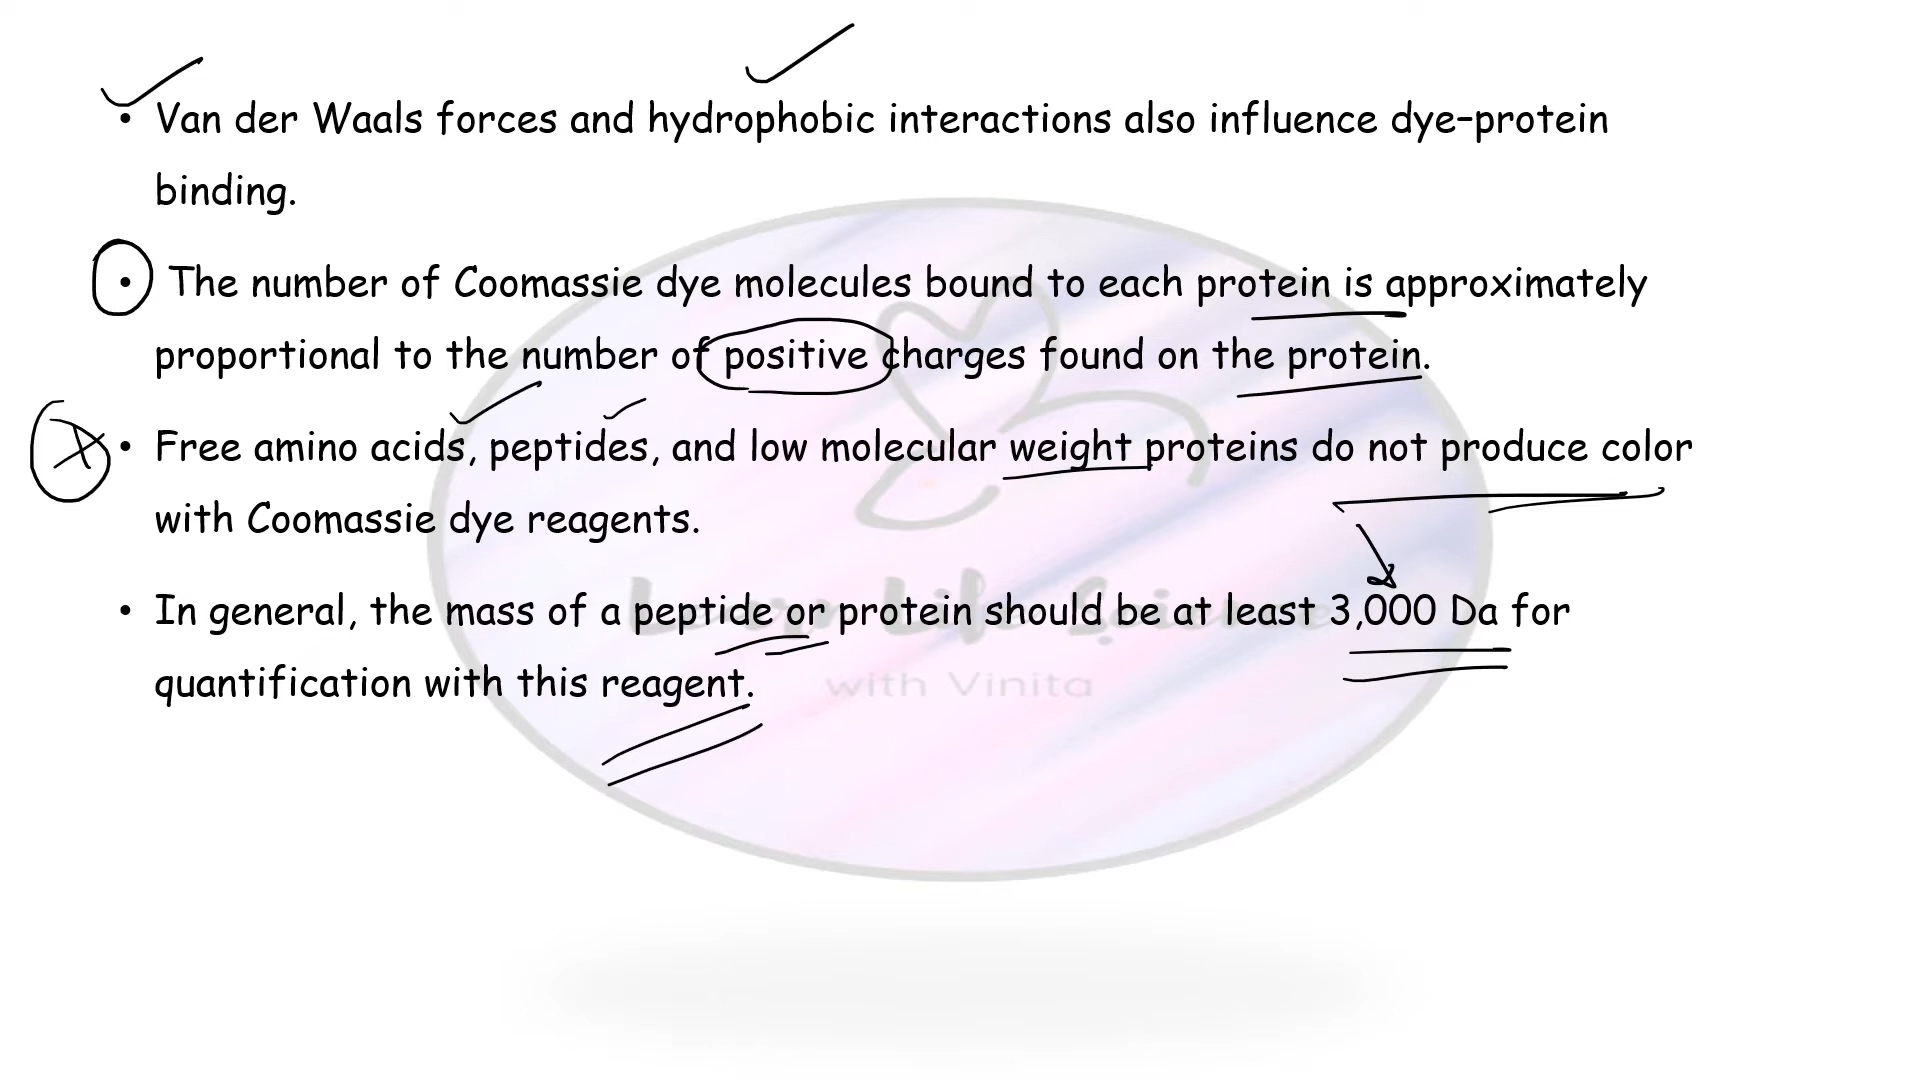 • Van der Waals forces and hydrophobic interactions also influence dye–protein
binding.
• The number of Coomassie dye molecules bound to each protein is approximately
proportional to the number of positive charges found on the protein.
• Free amino acids, peptides, and low molecular weight proteins do not produce color
with Coomassie dye reagents.
• In general, the mass of a peptide or protein should be at least 3,000 Da for
quantification with this reagent.
with Vinita